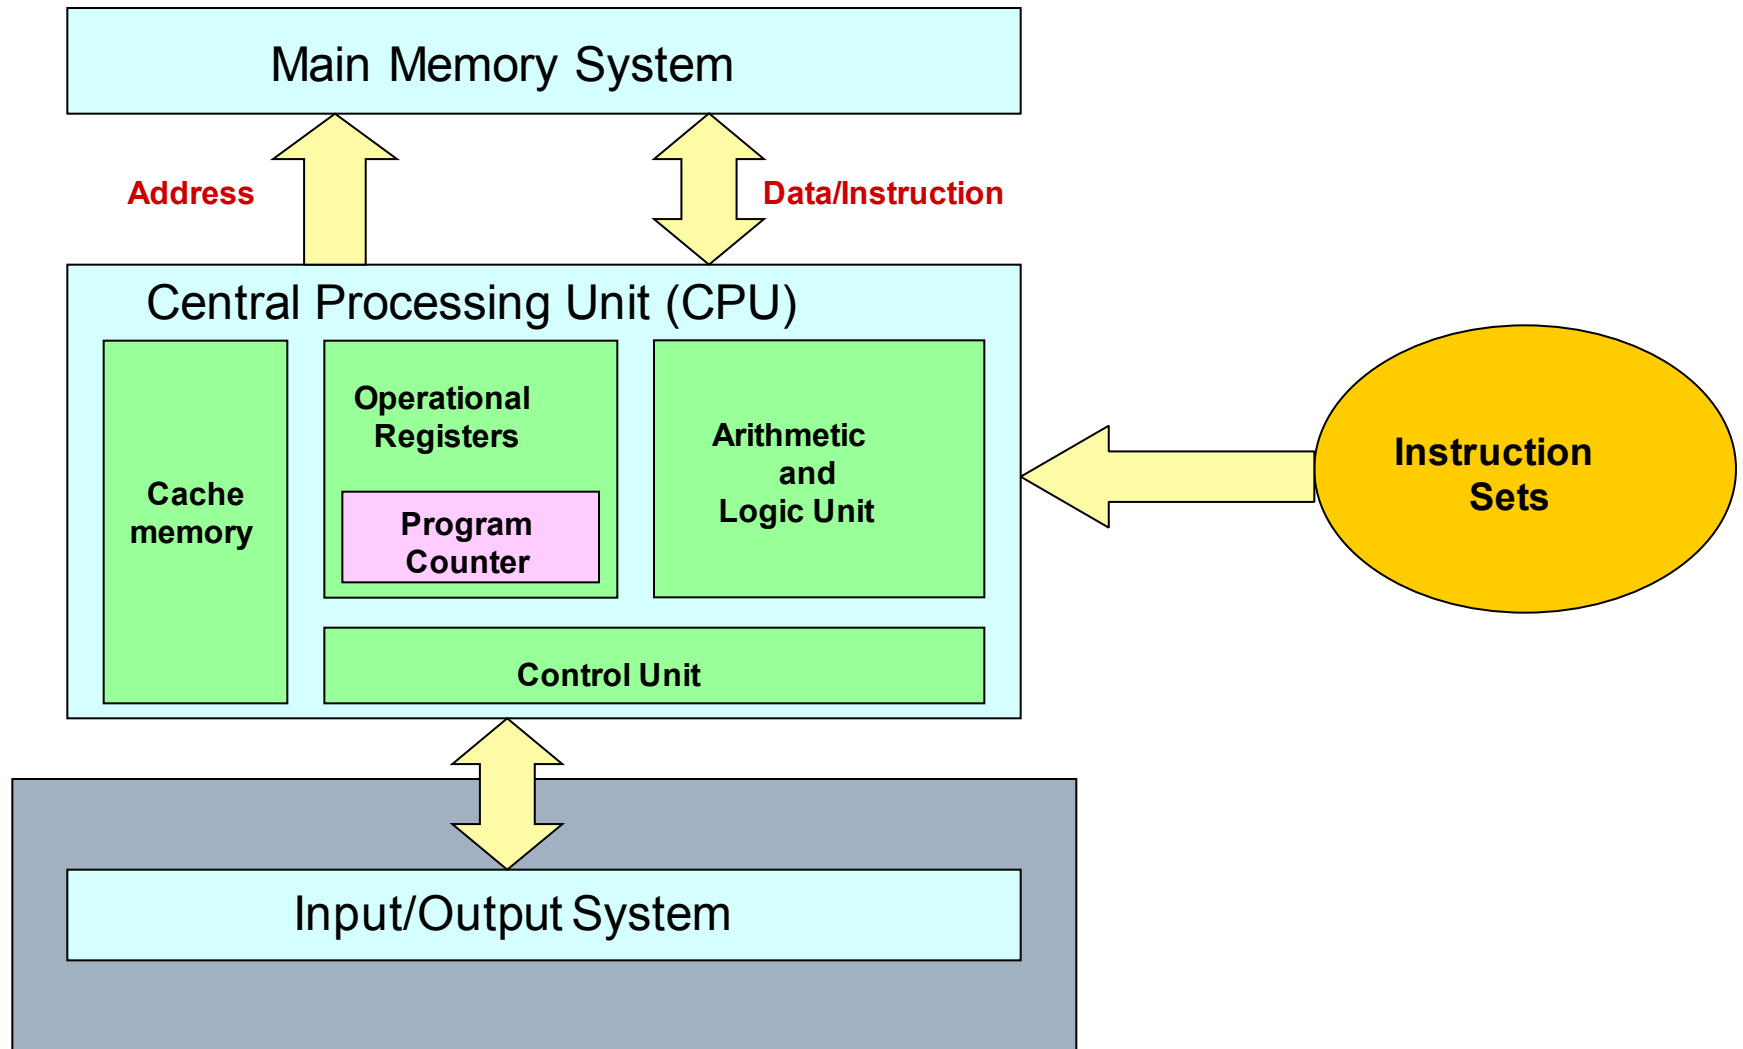 Main Memory System
Address
Data/Instruction
Central Processing Unit (CPU)
Cache
memory
Operational
Registers
Program
Counter
Arithmetic
and
Logic Unit
Control Unit
Instruction
Sets
Input/Output System